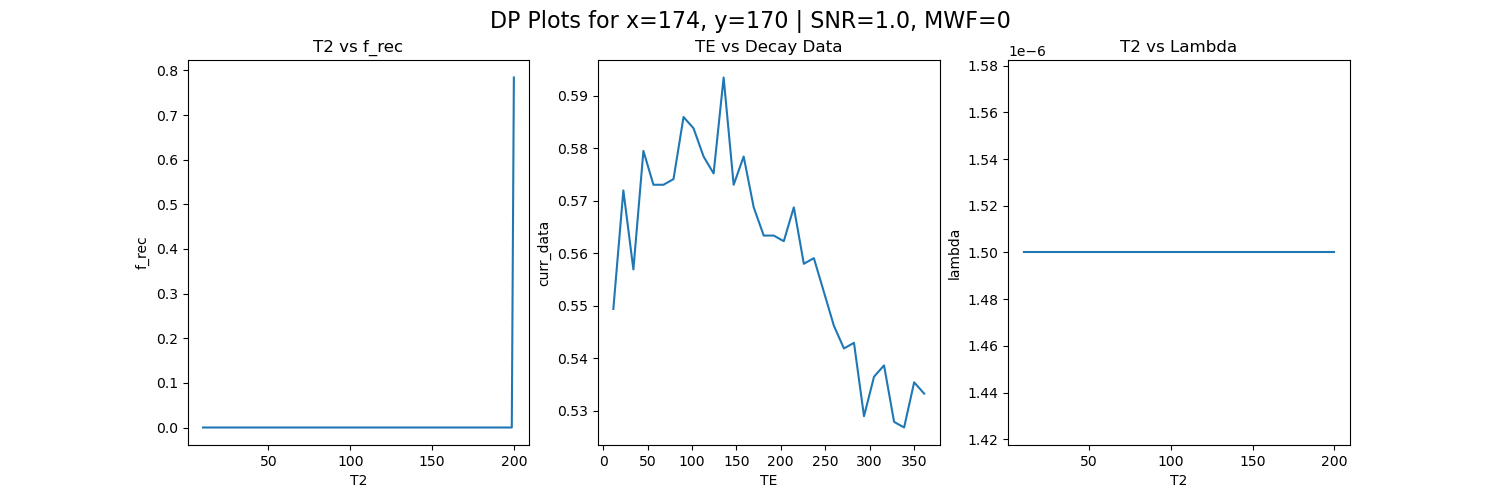 DP Plots for x=174, y=170 | SNR=1.0, MWF=0
T2 vs f_rec
0.8
0.7
0.6
0.5
0.4
0.3
0.2
0.1
0.0
f_rec
50 100 150 200
T2
TE vs Decay Data
0.59
0.58
0.57
0.56
0.55
0.54
0.53
curr_data
0 50 100 150 200 250 300 350
TE
T2 vs Lambda
1e−6
1.58
1.56
1.54
1.52
1.50
1.48
1.46
1.44
1.42
lambda
50 100 150 200
T2